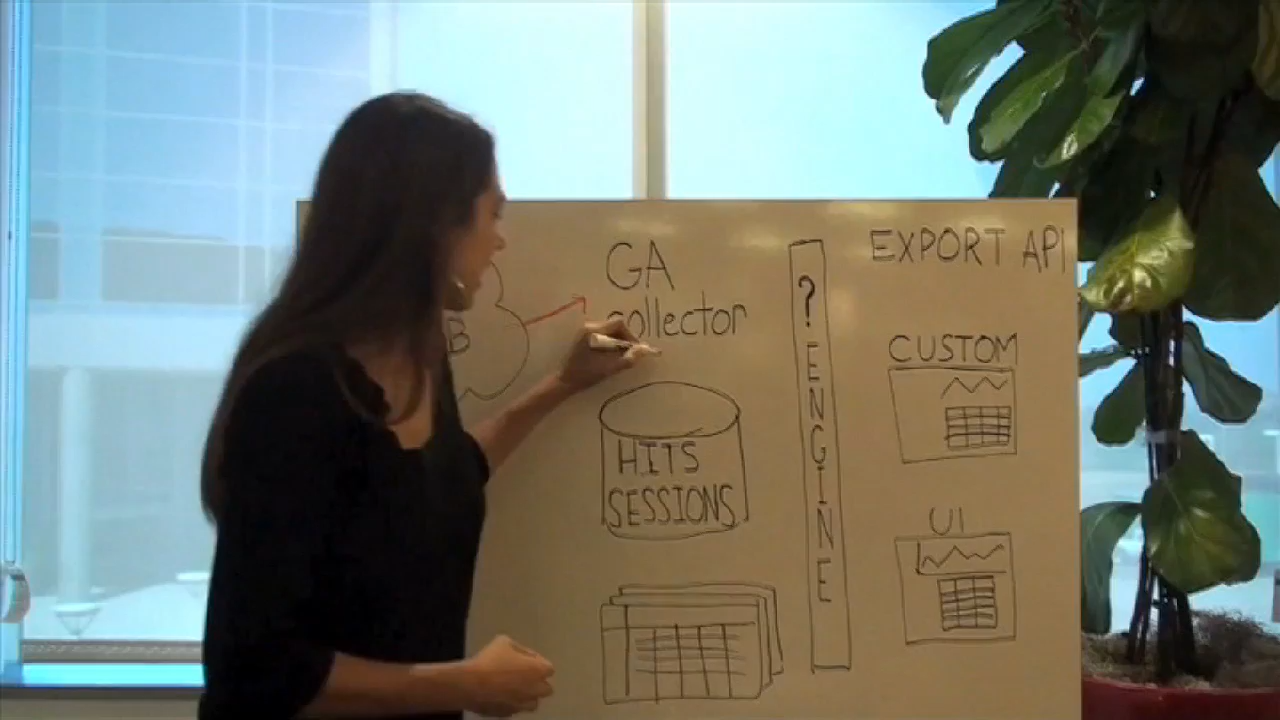 B
GA
collector
HITS
SESSIONS
? ENGINE
EXPORT API
CUSTOM
UI